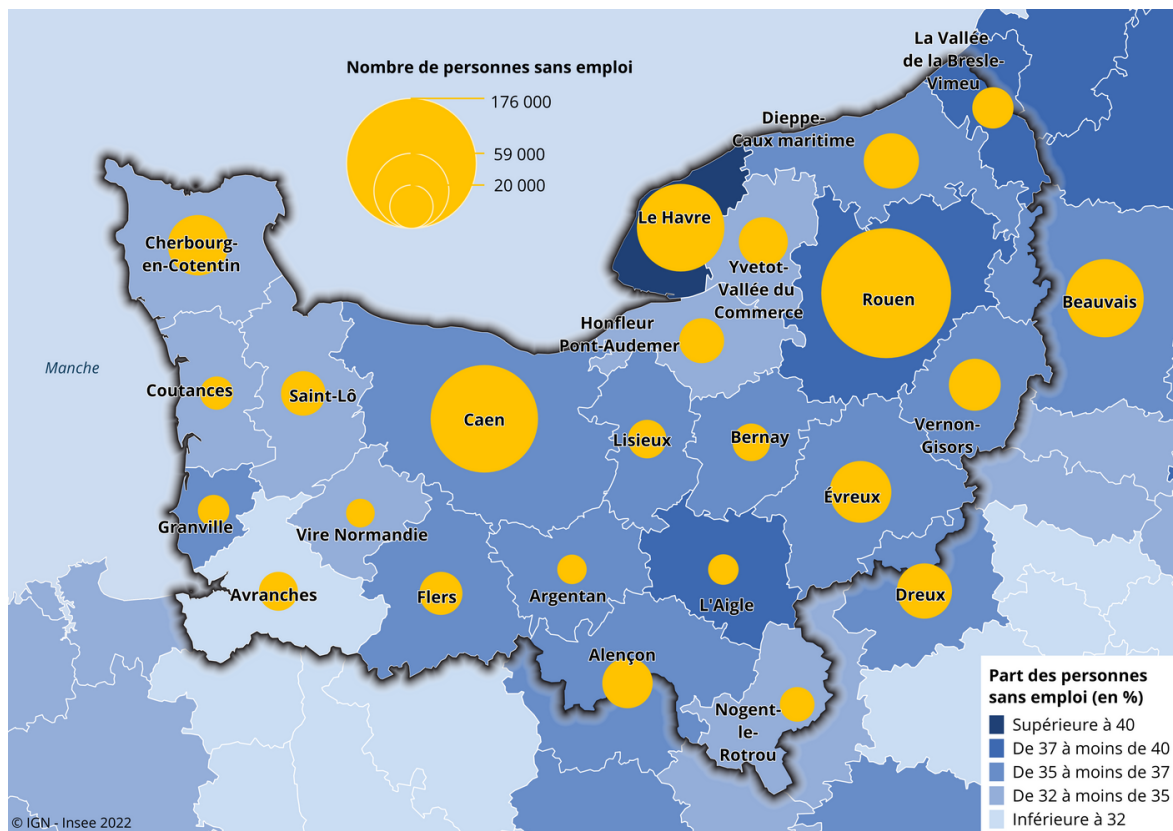 Nombre de personnes sans emploi
176 000
59 000
20 000
La Vallée
de la Bresle-
Vimeu
Dieppe-
Caux maritime
Le Havre
Cherbourg-
en-Cotentin
Yvetot-
Vallée du
Commerce
Rouen
Beauvais
Honfleur
Pont-Audemer
Manche
Coutances
Saint-Lô
Caen
Lisieux
Bernay
Vernon-
Gisors
Évreux
Granville
Vire Normandie
Avranches
Flers
Argentan
L'Aigle
Dreux
Alençon
Nogent-
le-
Rotrou
Part des personnes
sans emploi (en %)
Supérieure à 40
De 37 à moins de 40
De 35 à moins de 37
De 32 à moins de 35
Inférieure à 32
© IGN - Insee 2022